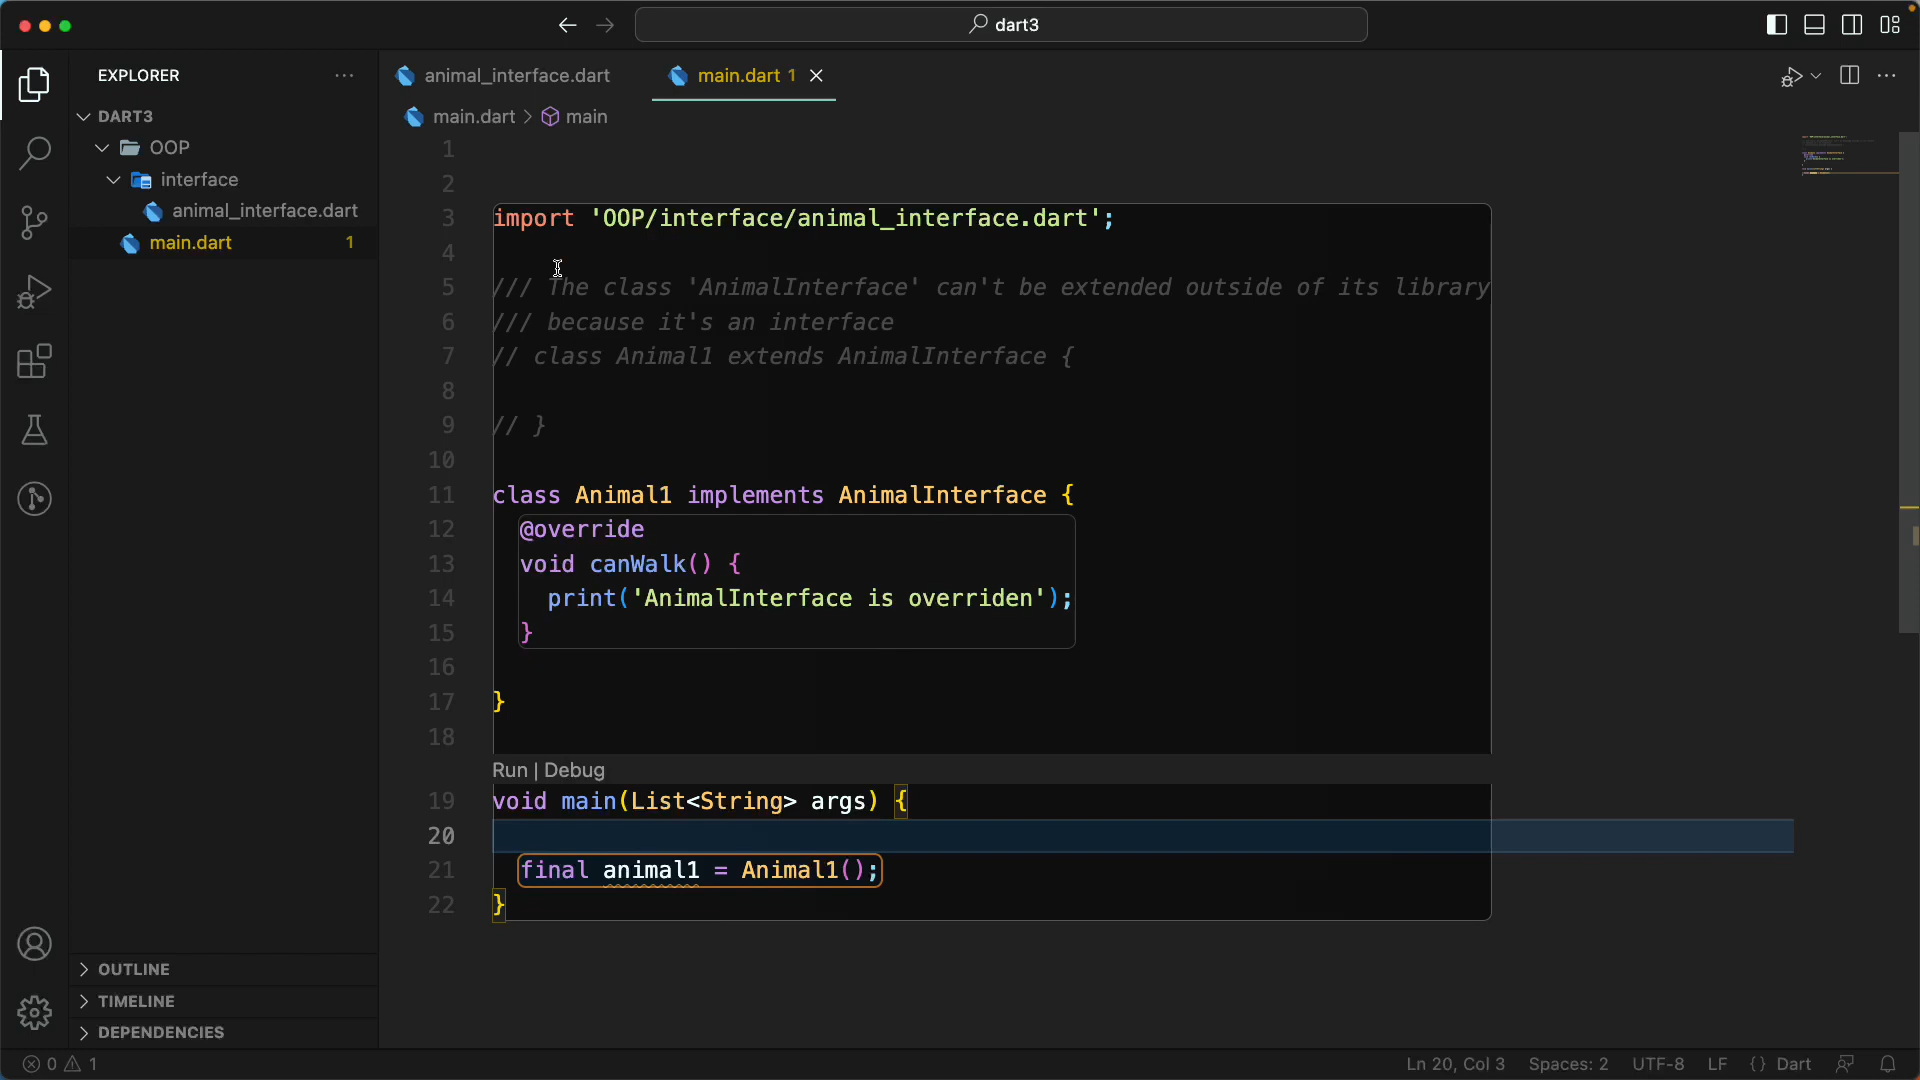 dart3
EXPLORER
DART3
OOP
interface
animal_interface.dart
main.dart 1
OUTLINE
TIMELINE
DEPENDENCIES
animal_interface.dart
main.dart 1
main.dart > main
1
2
3 import 'OOP/interface/animal_interface.dart';
4
5 /// The class 'AnimalInterface' can't be extended outside of its library
6 /// because it's an interface
7 // class Animal1 extends AnimalInterface {
8
9 // }
10
11 class Animal1 implements AnimalInterface {
12 @override
13 void canWalk() {
14 print('AnimalInterface is overriden');
15 }
16
17 }
18
Run | Debug
19 void main(List<String> args) {
20
21 final animal1 = Animal1();
22 }
0 1
Ln 20, Col 3 Spaces: 2 UTF-8 LF {} Dart